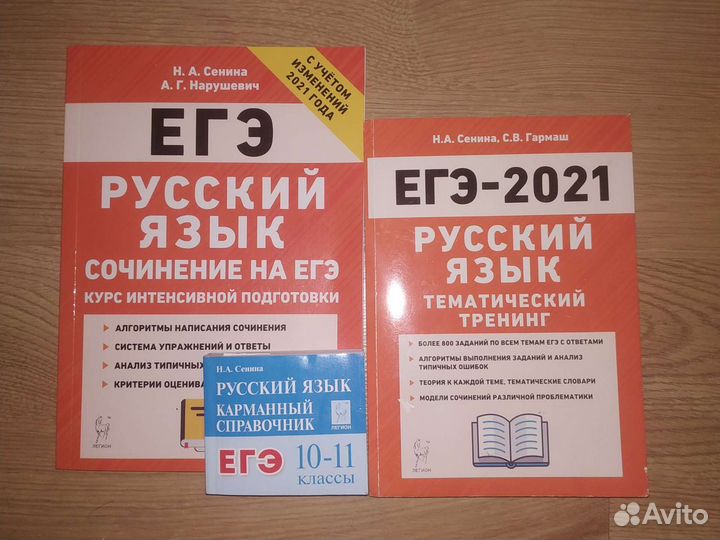 Н. А. Сенина
А. Г. Нарушевич
С УЧЁТОМ
ИЗМЕНЕНИЙ
2021 ГОДА
ЕГЭ
РУССКИЙ
ЯЗЫК
СОЧИНЕНИЕ НА ЕГЭ
КУРС ИНТЕНСИВНОЙ ПОДГОТОВКИ
АЛГОРИТМЫ НАПИСАНИЯ СОЧИНЕНИЯ
СИСТЕМА УПРАЖНЕНИЙ И ОТВЕТЫ
АНАЛИЗ ТИПИЧНЫХ
КРИТЕРИИ ОЦЕНИВА
ЛЕГИОН
Н.А. Сенина
РУССКИЙ ЯЗЫК
КАРМАННЫЙ
СПРАВОЧНИК
ЛЕГИОН
ЕГЭ
10-11
КЛАССЫ
Н.А. Сенина, С.В. Гармаш
ЕГЭ-2021
РУССКИЙ
ЯЗЫК
ТЕМАТИЧЕСКИЙ
ТРЕНИНГ
БОЛЕЕ 800 ЗАДАНИЙ ПО ВСЕМ ТЕМАМ ЕГЭ С ОТВЕТАМИ
АЛГОРИТМЫ ВЫПОЛНЕНИЯ ЗАДАНИЙ И АНАЛИЗ
ТИПИЧНЫХ ОШИБОК
ТЕОРИЯ К КАЖДОЙ ТЕМЕ, ТЕМАТИЧЕСКИЕ СЛОВАРИ
МОДЕЛИ СОЧИНЕНИЙ РАЗЛИЧНОЙ ПРОБЛЕМАТИКИ
ЛЕГИОН
Avito